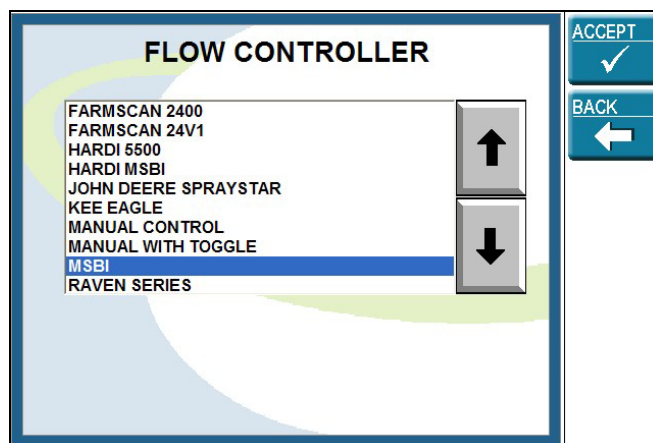 FLOW CONTROLLER
FARMSCAN 2400
FARMSCAN 24V1
HARDI 5500
HARDI MSBI
JOHN DEERE SPRAYSTAR
KEE EAGLE
MANUAL CONTROL
MANUAL WITH TOGGLE
MSBI
RAVEN SERIES
ACCEPT
BACK